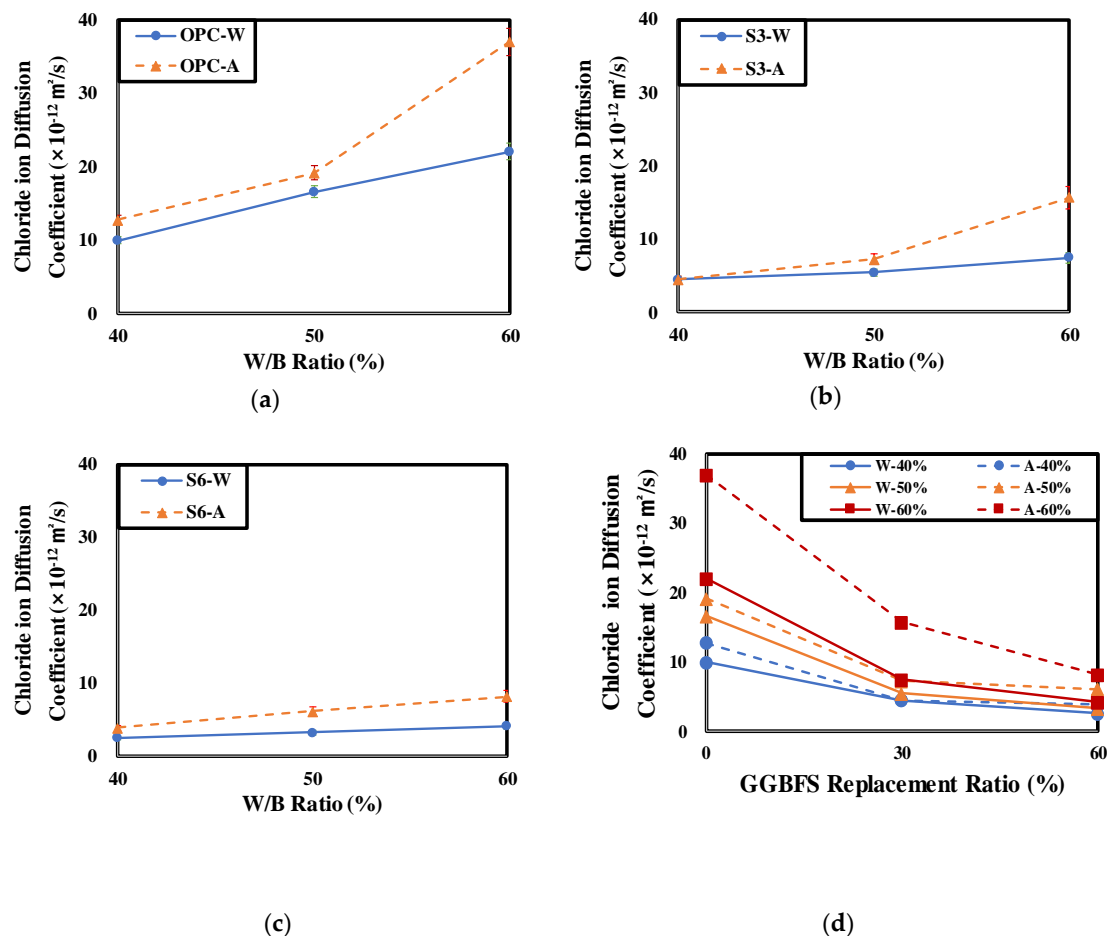 40
OPC-W
OPC-A
30
20
10
0
40
50
60
Chloride ion Diffusion
Coefficient (×10⁻¹² m²/s)
W/B Ratio (%)
(a)
40
S3-W
S3-A
30
20
10
0
40
50
60
Chloride ion Diffusion
Coefficient (×10⁻¹² m²/s)
W/B Ratio (%)
(b)
40
S6-W
S6-A
30
20
10
0
40
50
60
Chloride ion Diffusion
Coefficient (×10⁻¹² m²/s)
W/B Ratio (%)
(c)
40
W-40% A-40%
W-50% A-50%
W-60% A-60%
30
20
10
0
0
30
60
Chloride ion Diffusion
Coefficient (×10⁻¹² m²/s)
GGBFS Replacement Ratio (%)
(d)